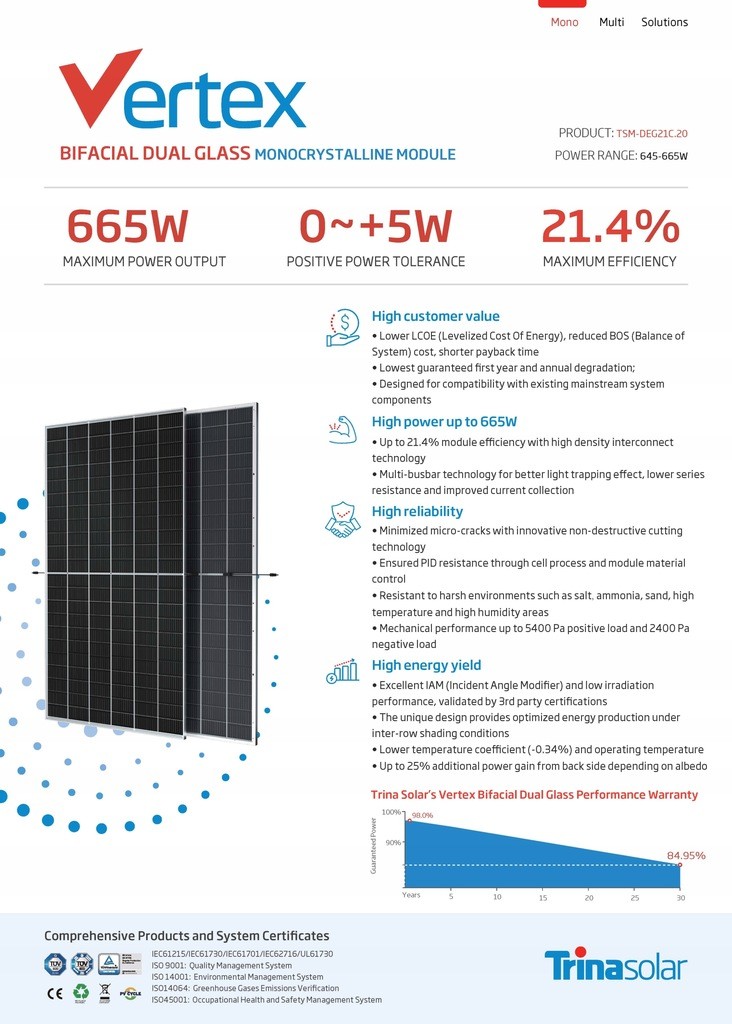 Mono Multi Solutions
Vertex
BIFACIAL DUAL GLASS MONOCRYSTALLINE MODULE
PRODUCT: TSM-DEG21C.20
POWER RANGE: 645-665W
665W
MAXIMUM POWER OUTPUT
0~+5W
POSITIVE POWER TOLERANCE
21.4%
MAXIMUM EFFICIENCY
High customer value
• Lower LCOE (Levelized Cost Of Energy), reduced BOS (Balance of
System) cost, shorter payback time
• Lowest guaranteed first year and annual degradation;
• Designed for compatibility with existing mainstream system
components
High power up to 665W
• Up to 21.4% module efficiency with high density interconnect
technology
• Multi-busbar technology for better light trapping effect, lower series
resistance and improved current collection
High reliability
• Minimized micro-cracks with innovative non-destructive cutting
technology
• Ensured PID resistance through cell process and module material
control
• Resistant to harsh environments such as salt, ammonia, sand, high
temperature and high humidity areas
• Mechanical performance up to 5400 Pa positive load and 2400 Pa
negative load
High energy yield
• Excellent IAM (Incident Angle Modifier) and low irradiation
performance, validated by 3rd party certifications
• The unique design provides optimized energy production under
inter-row shading conditions
• Lower temperature coefficient (-0.34%) and operating temperature
• Up to 25% additional power gain from back side depending on albedo
Trina Solar's Vertex Bifacial Dual Glass Performance Warranty
Guaranteed Power
100%
98.0%
90%
84.95%
Years 5 10 15 20 25 30
Comprehensive Products and System Certificates
IEC61215/IEC61730/IEC61701/IEC62716/UL61730
ISO 9001: Quality Management System
ISO 14001: Environmental Management System
ISO14064: Greenhouse Gases Emissions Verification
ISO45001: Occupational Health and Safety Management System
CE
PV CYCLE
Trinasolar